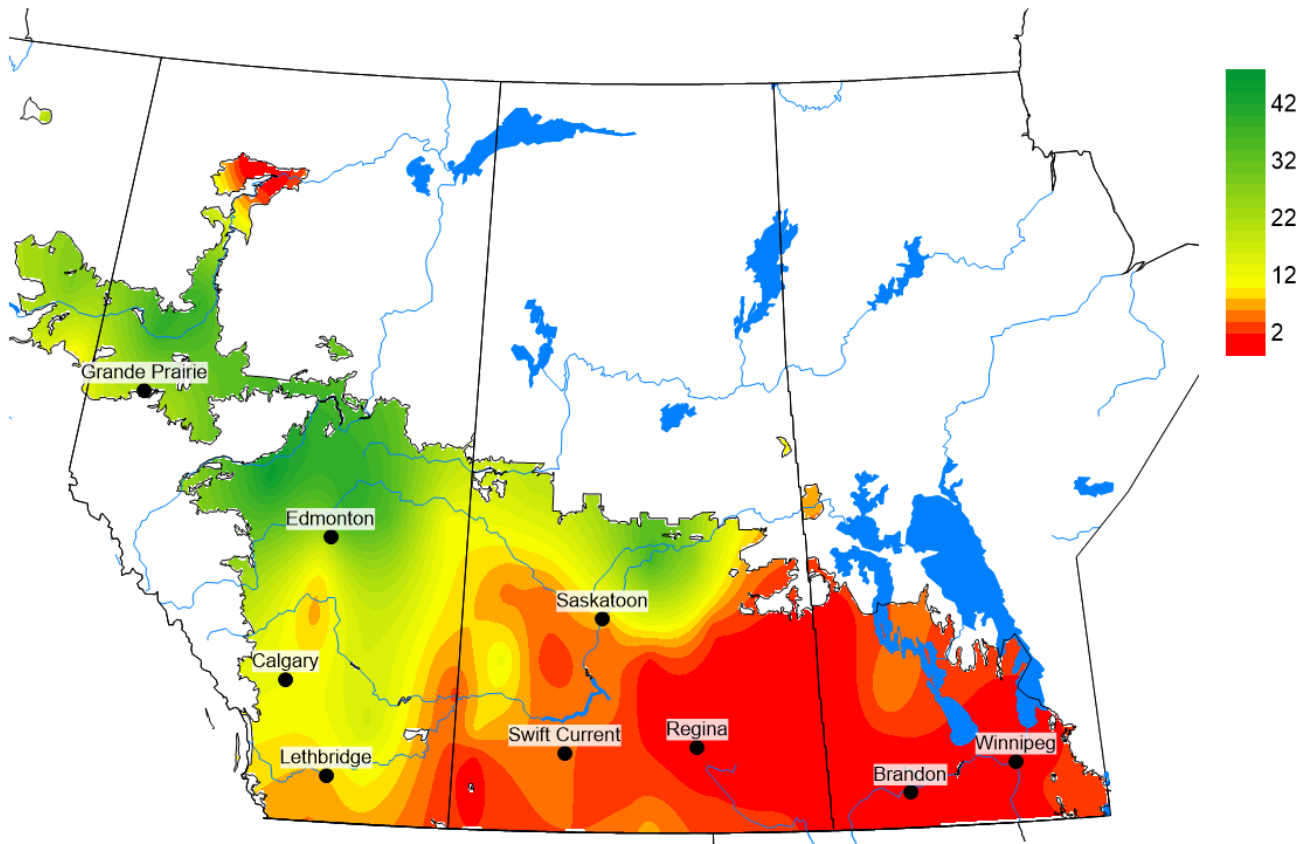 42
32
22
12
2
Grande Prairie
Edmonton
Saskatoon
Calgary
Swift Current
Regina
Lethbridge
Winnipeg
Brandon